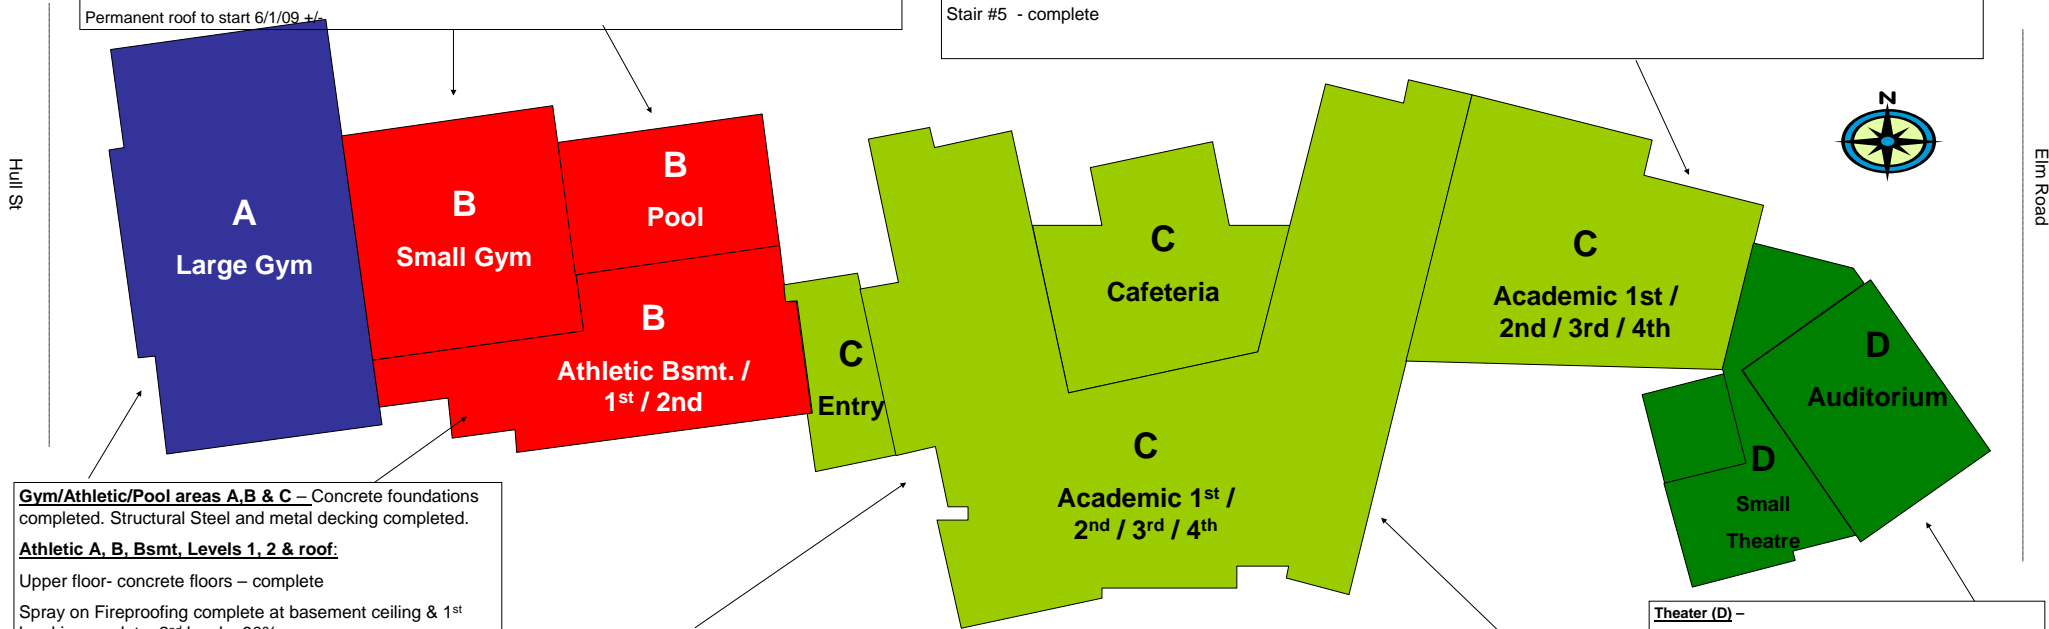 Permanent roof to start 6/1/09 +/-
Stair #5 - complete
Hull St
Elm Road
N
A
Large Gym
B
Small Gym
B
Pool
B
Athletic Bsmt. /
1st / 2nd
C
Entry
C
Cafeteria
C
Academic 1st /
2nd / 3rd / 4th
C
Academic 1st /
2nd / 3rd / 4th
D
Auditorium
D
Small
Theatre
Gym/Athletic/Pool areas A,B & C – Concrete foundations
completed. Structural Steel and metal decking completed.
Athletic A, B, Bsmt, Levels 1, 2 & roof:
Upper floor- concrete floors – complete
Spray on Fireproofing complete at basement ceiling & 1st
Theater (D) –